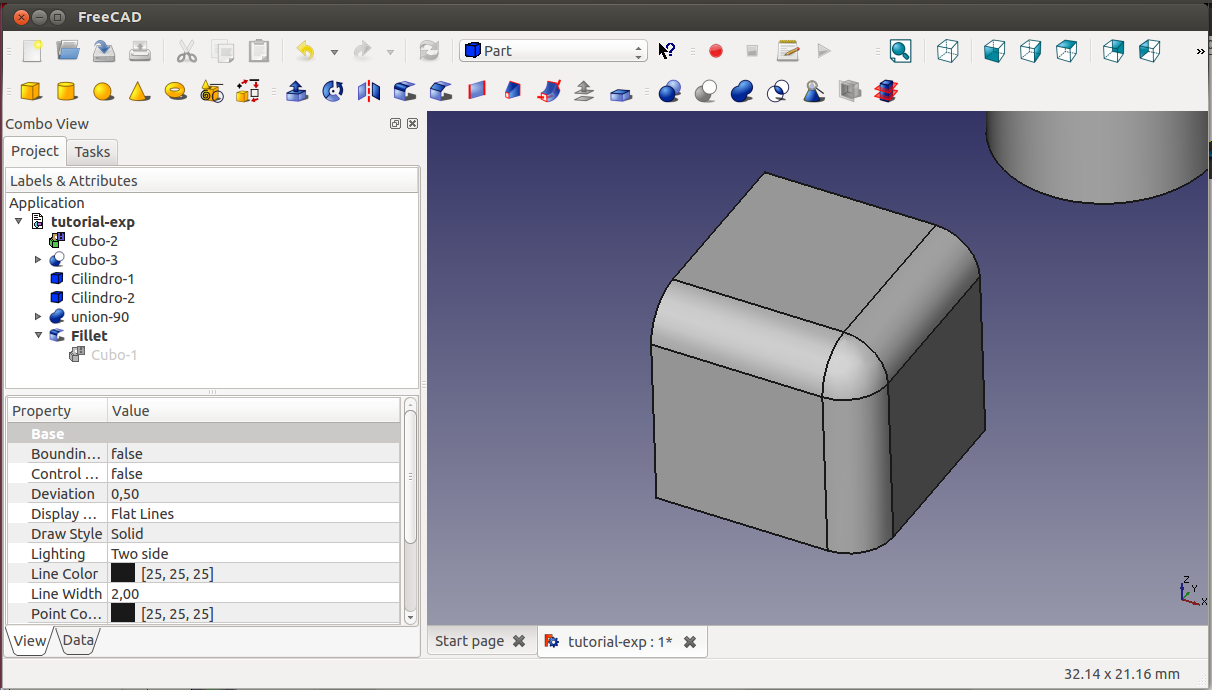 FreeCAD
Part
»
Combo View
Project
Tasks
Labels & Attributes
Application
tutorial-exp
Cubo-2
Cubo-3
Cilindro-1
Cilindro-2
union-90
Fillet
Cubo-1
Property Value
Base
Boundin... false
Control ... false
Deviation 0,50
Display ... Flat Lines
Draw Style Solid
Lighting Two side
Line Color [25, 25, 25]
Line Width 2,00
Point Co... [25, 25, 25]
View Data
Z
Y
X
Start page
tutorial-exp : 1*
32.14 x 21.16 mm